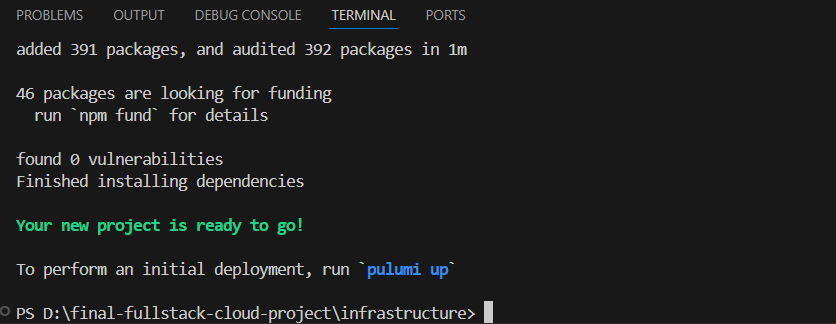 PROBLEMS OUTPUT DEBUG CONSOLE TERMINAL PORTS
added 391 packages, and audited 392 packages in 1m
46 packages are looking for funding
  run `npm fund` for details
found 0 vulnerabilities
Finished installing dependencies
Your new project is ready to go!
To perform an initial deployment, run `pulumi up`
PS D:\final-fullstack-cloud-project\infrastructure>